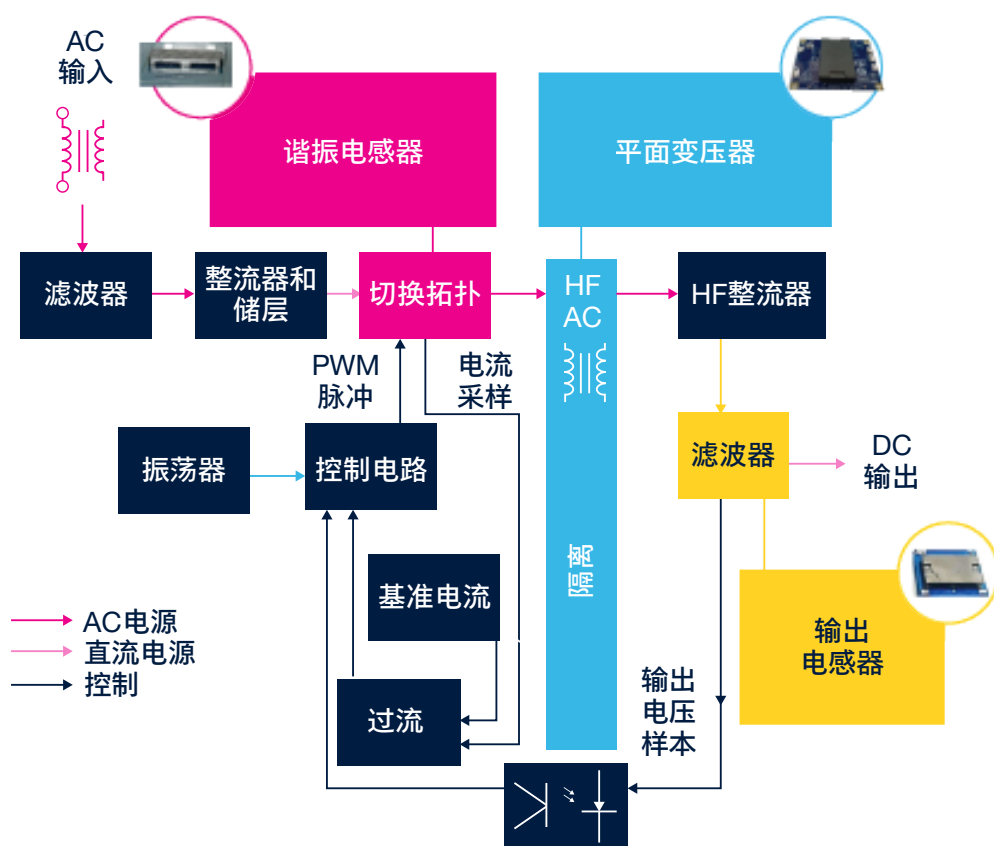 AC
输入
谐振电感器
平面变压器
滤波器
整流器和
储层
切换拓扑
HF
AC
HF整流器
PWM
脉冲
电流
采样
振荡器
控制电路
滤波器
DC
输出
基准电流
隔离
AC电源
直流电源
控制
过流
输出
电压
样本
输出
电感器